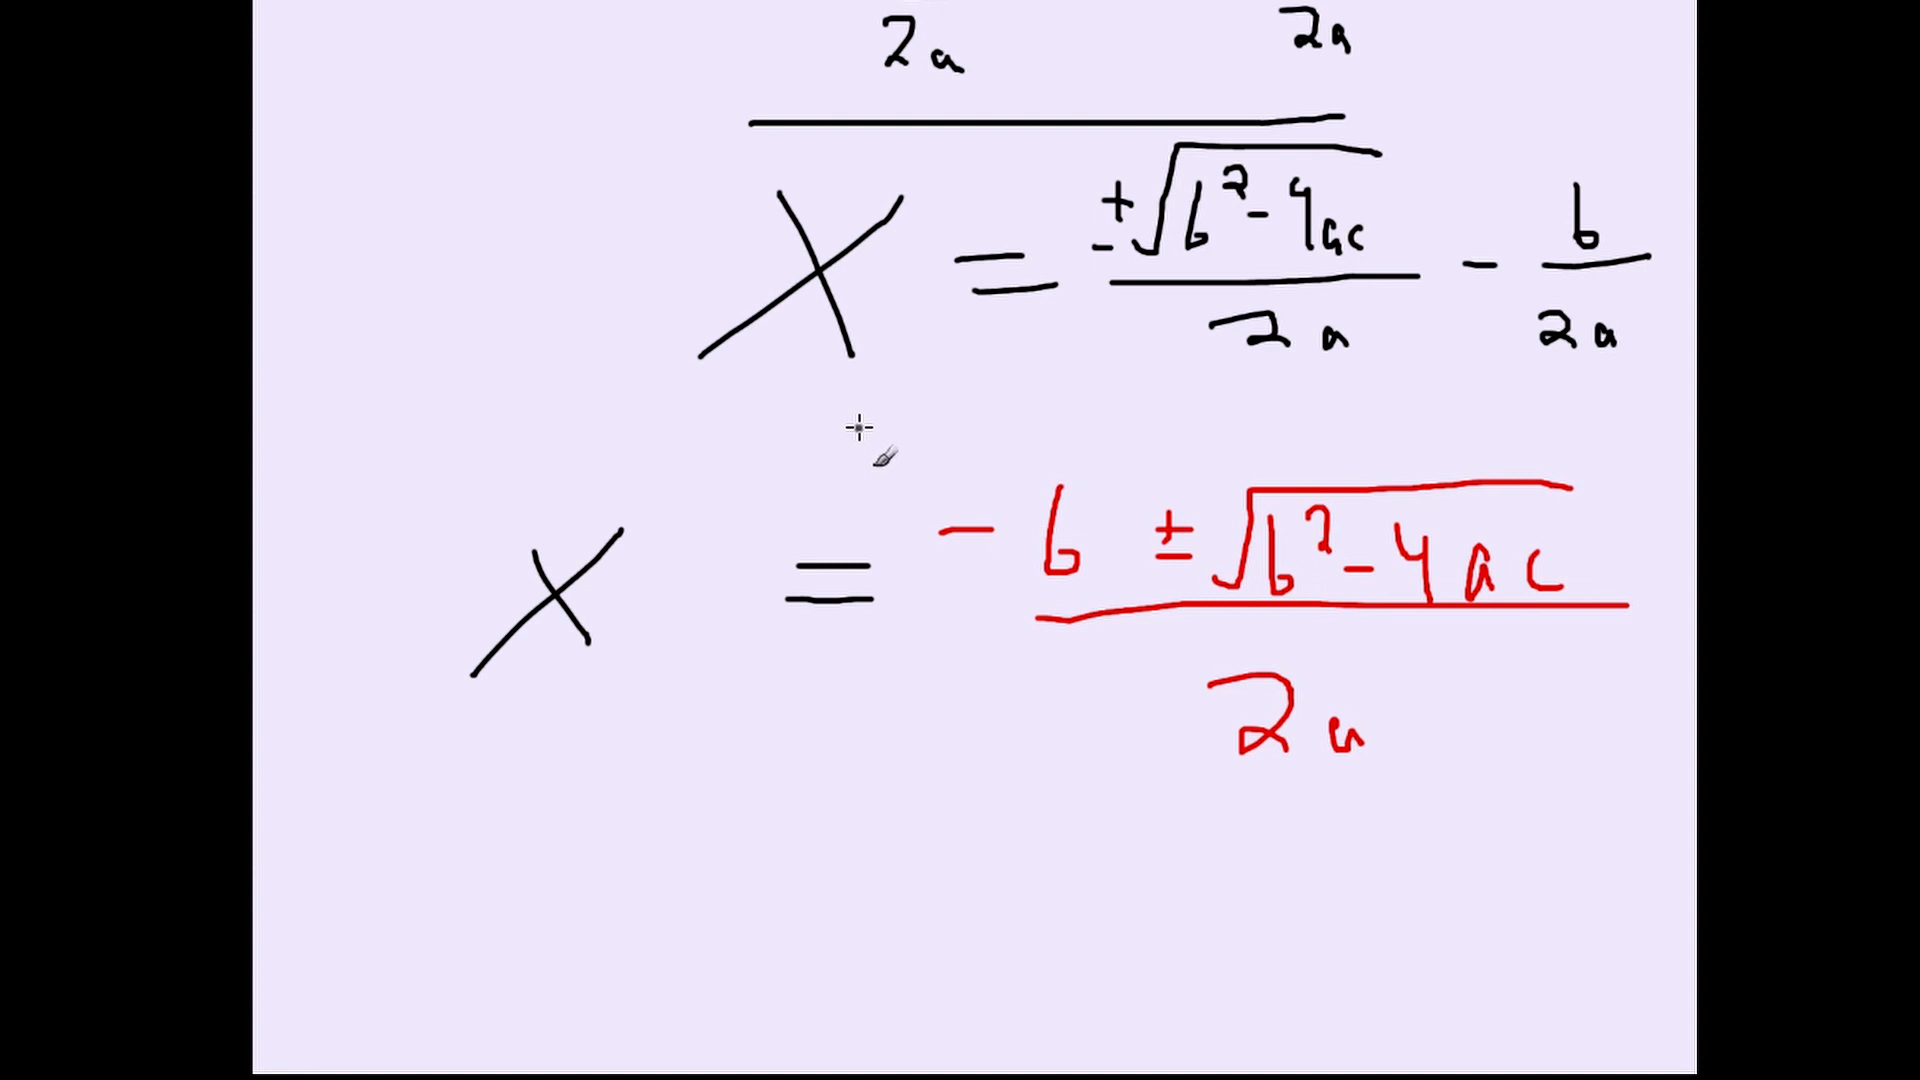 2a 2a
x = ±√b²-4ac / 2a - b / 2a
x = -b ±√b²-4ac / 2a